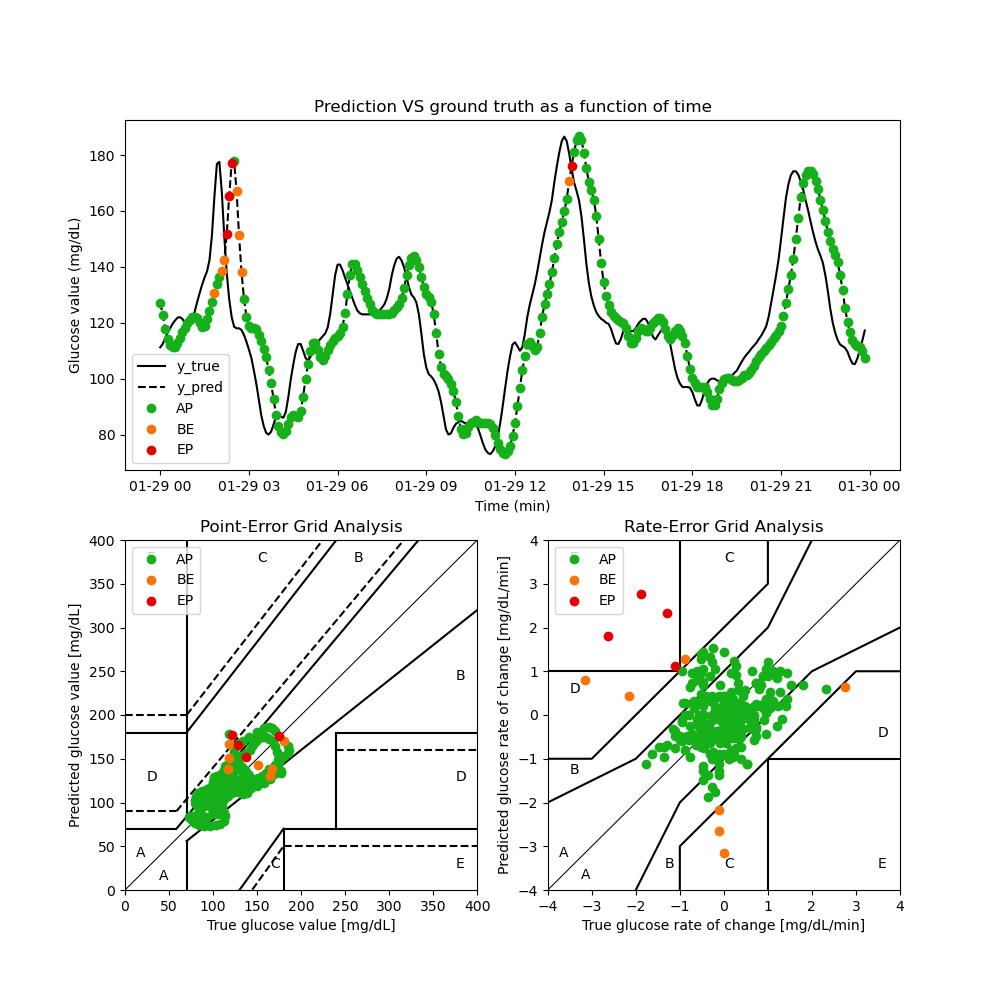 Prediction VS ground truth as a function of time
Glucose value (mg/dL)
180
160
140
120
100
80
y_true
y_pred
AP
BE
EP
01-29 00 01-29 03 01-29 06 01-29 09 01-29 12 01-29 15 01-29 18 01-29 21 01-30 00
Time (min)
Point-Error Grid Analysis
Predicted glucose value [mg/dL]
400
350
300
250
200
150
100
50
0
AP
BE
EP
C
B
B
D
D
A
A
C
E
0 50 100 150 200 250 300 350 400
True glucose value [mg/dL]
Rate-Error Grid Analysis
Predicted glucose rate of change [mg/dL/min]
4
3
2
1
0
−1
−2
−3
−4
AP
BE
EP
C
D
D
B
A
A
B
C
E
−4 −3 −2 −1 0 1 2 3 4
True glucose rate of change [mg/dL/min]